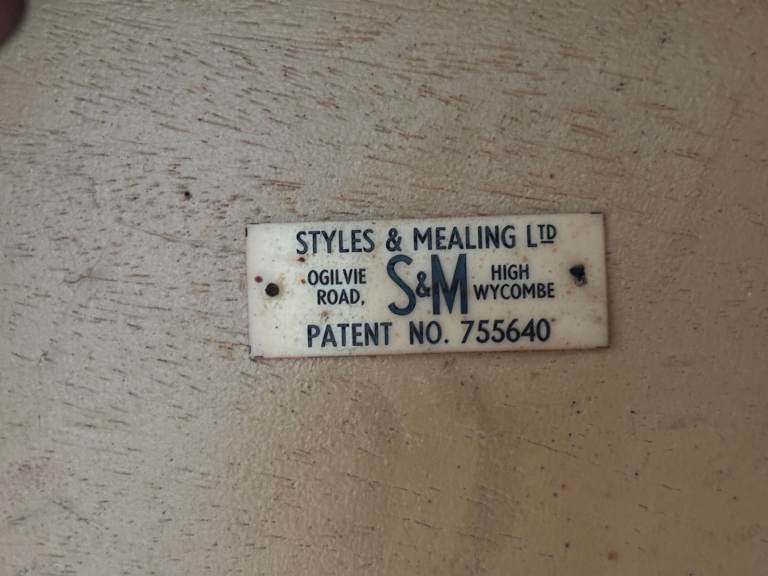 STYLES & MEALING LTD
OGILVIE ROAD, S&M HIGH WYCOMBE
PATENT NO. 755640